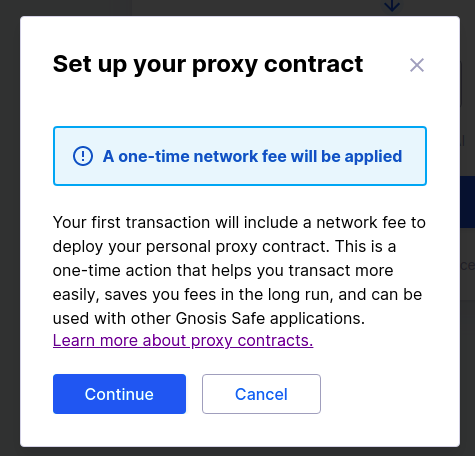 Set up your proxy contract
A one-time network fee will be applied
Your first transaction will include a network fee to
deploy your personal proxy contract. This is a
one-time action that helps you transact more
easily, saves you fees in the long run, and can be
used with other Gnosis Safe applications.
Learn more about proxy contracts.
Continue
Cancel